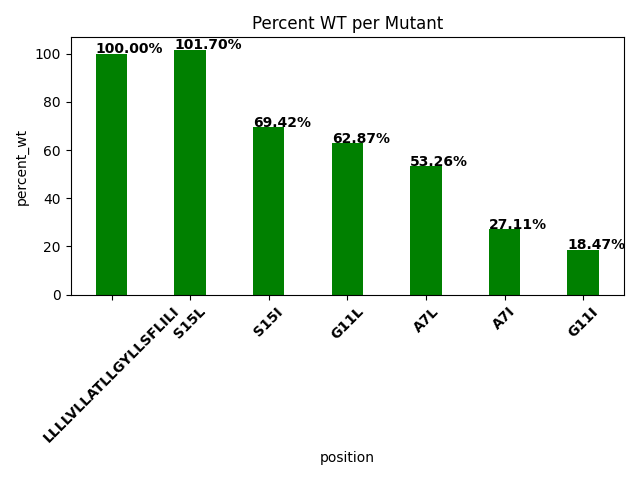 Percent WT per Mutant
percent_wt
100
80
60
40
20
0
100.00%
101.70%
69.42%
62.87%
53.26%
27.11%
18.47%
LLLLVLLATLLGYLLSFLILI
S15L
S15I
G11L
A7L
A7I
G11I
position